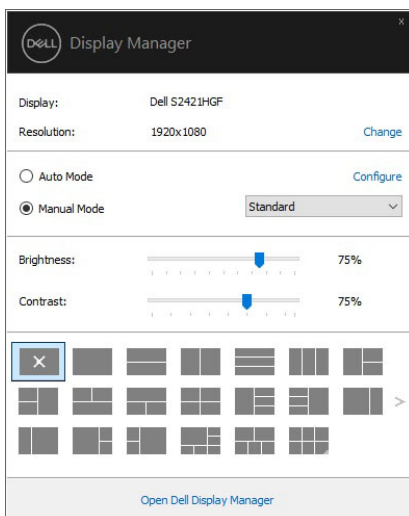 x
DELL Display Manager
Display: Dell S2421HGF
Resolution: 1920x1080 Change
Auto Mode Configure
Manual Mode Standard
Brightness: 75%
Contrast: 75%
Open Dell Display Manager